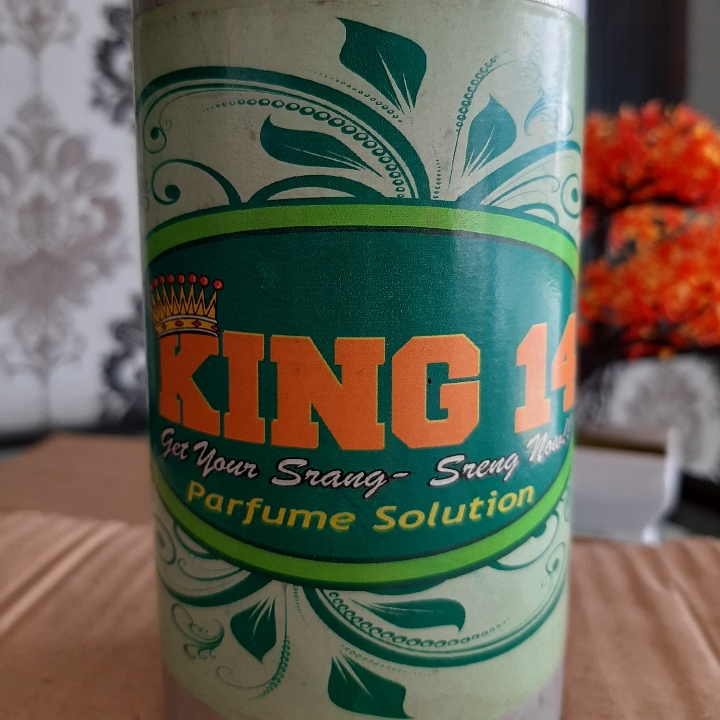 KING 14
Get Your Srang- Sreng Now!
Parfume Solution